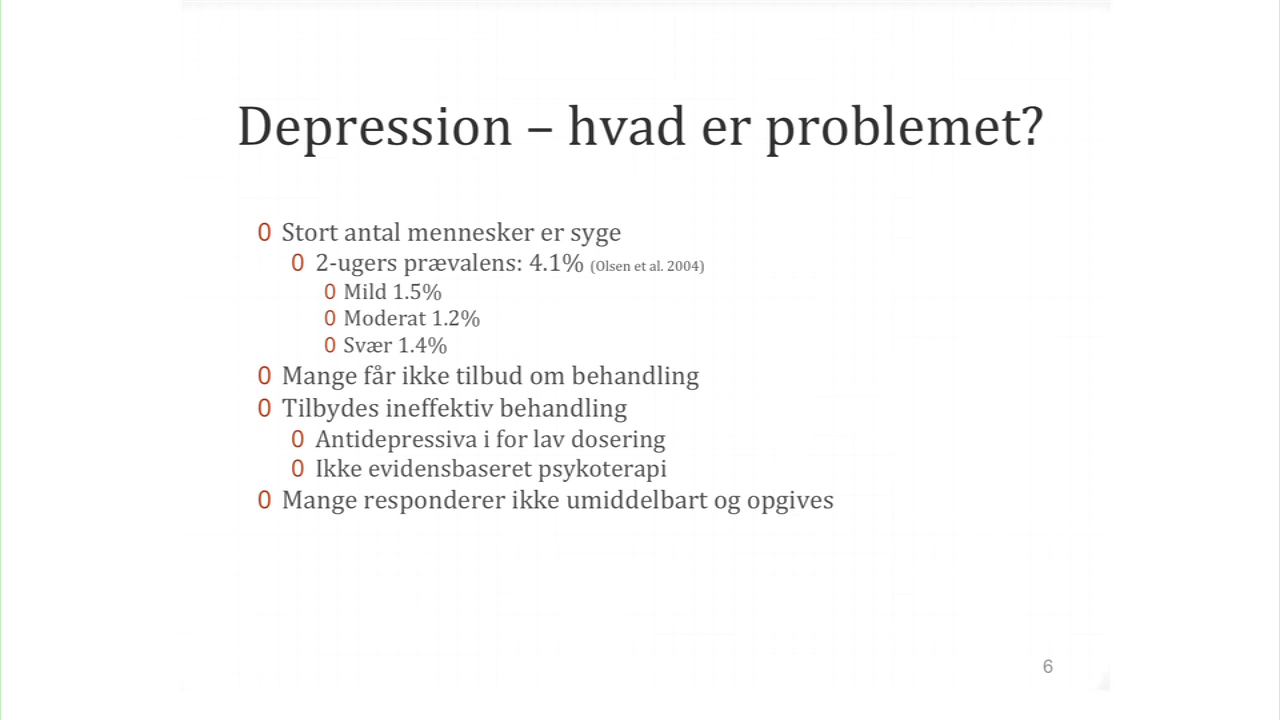 Depression – hvad er problemet?
0 Stort antal mennesker er syge
0 2-ugers prævalens: 4.1% (Olsen et al. 2004)
0 Mild 1.5%
0 Moderat 1.2%
0 Svær 1.4%
0 Mange får ikke tilbud om behandling
0 Tilbydes ineffektiv behandling
0 Antidepressiva i for lav dosering
0 Ikke evidensbaseret psykoterapi
0 Mange responderer ikke umiddelbart og opgives
6